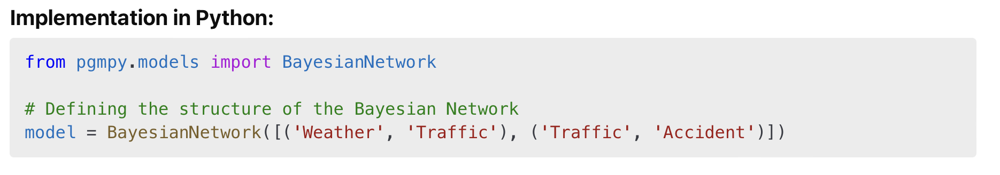 Implementation in Python:
from pgmpy.models import BayesianNetwork
# Defining the structure of the Bayesian Network
model = BayesianNetwork([('Weather', 'Traffic'), ('Traffic', 'Accident')])